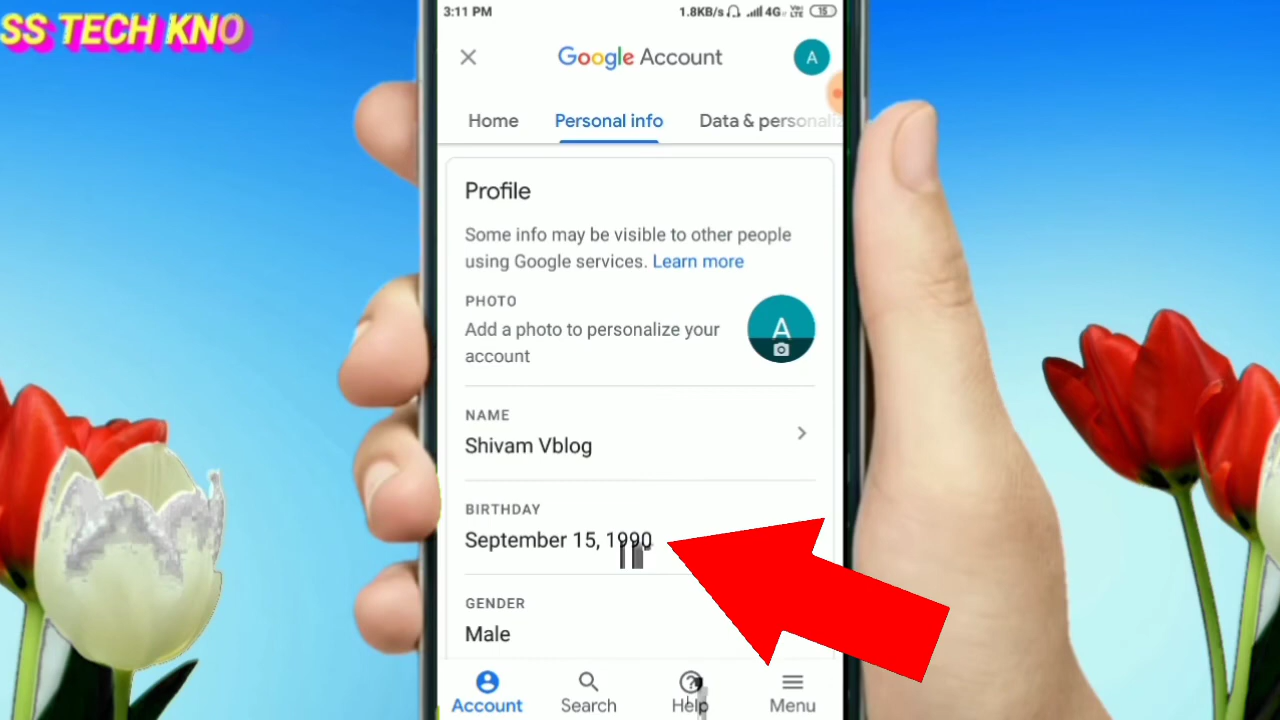 SS TECH KNO
3:11 PM
1.8KB/s 4G VoLTE 15
Google Account
A
Home Personal info Data & personaliz
Profile
Some info may be visible to other people
using Google services. Learn more
PHOTO
Add a photo to personalize your
account
A
NAME
Shivam Vblog
BIRTHDAY
September 15, 1990
GENDER
Male
Account Search Help Menu